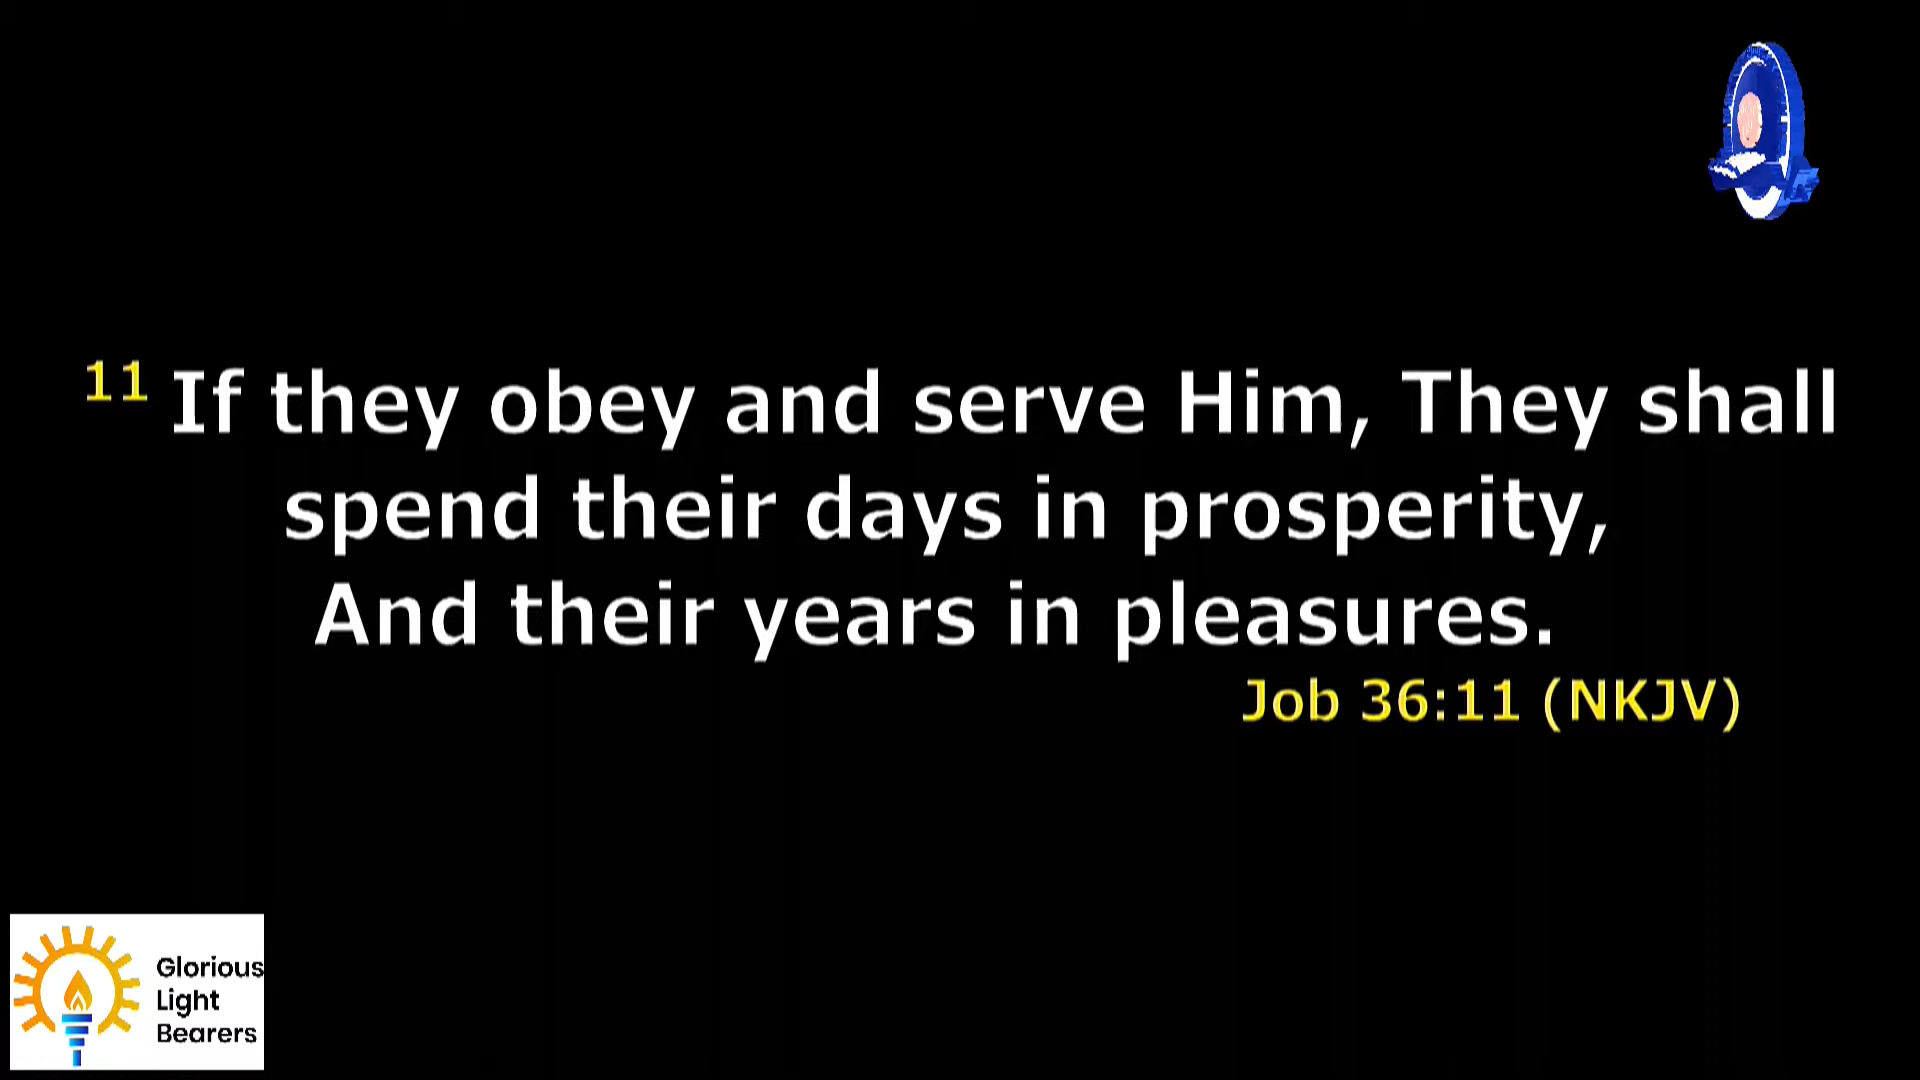 11 If they obey and serve Him, They shall
spend their days in prosperity,
And their years in pleasures.
Job 36:11 (NKJV)
Glorious
Light
Bearers